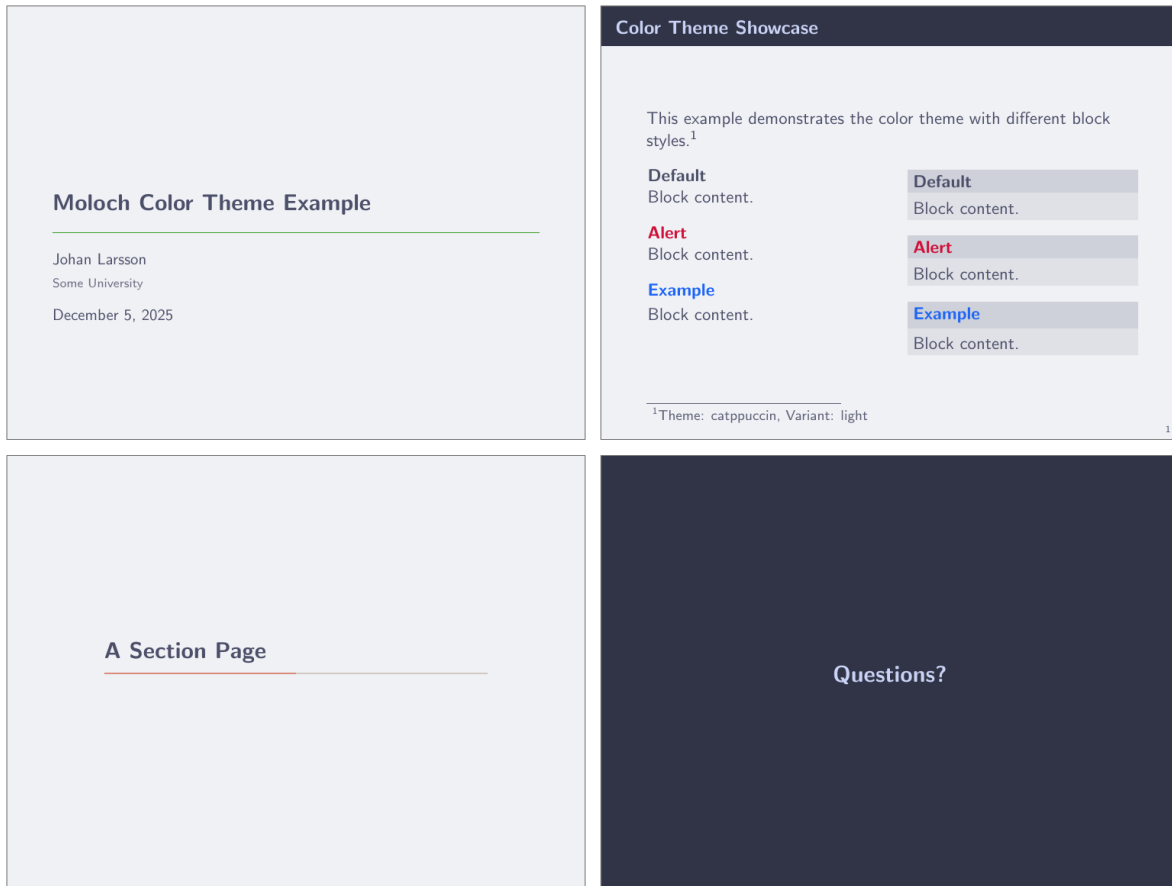 Moloch Color Theme Example
Johan Larsson
Some University
December 5, 2025
Color Theme Showcase
This example demonstrates the color theme with different block
styles.1
Default
Block content.
Alert
Block content.
Example
Block content.
Default
Block content.
Alert
Block content.
Example
Block content.
1Theme: catppuccin, Variant: light
1
A Section Page
Questions?